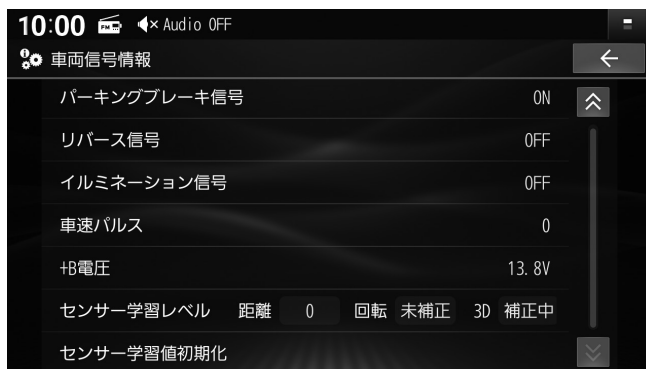 10:00 FM Audio OFF
車両信号情報
パーキングブレーキ信号 ON
リバース信号 OFF
イルミネーション信号 OFF
車速パルス 0
+B電圧 13.8V
センサー学習レベル 距離 0 回転 未補正 3D 補正中
センサー学習値初期化